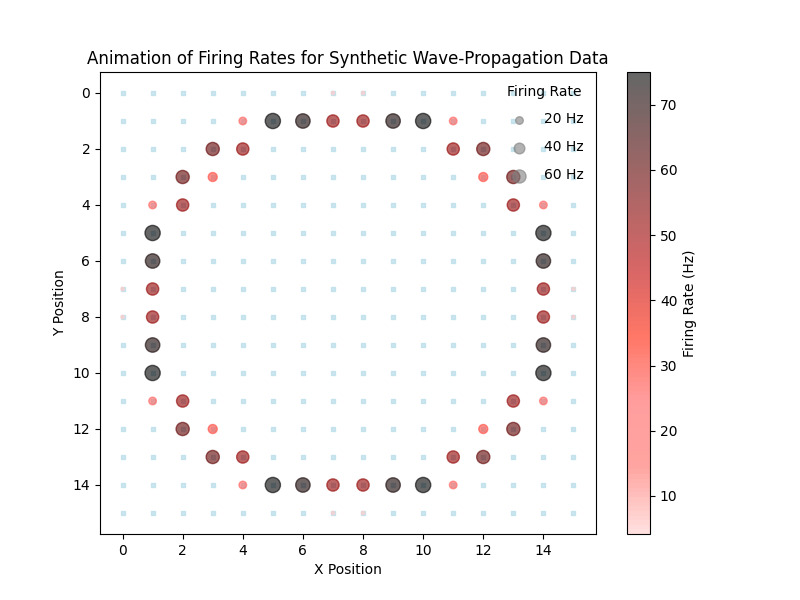 Animation of Firing Rates for Synthetic Wave-Propagation Data
Firing Rate
20 Hz
40 Hz
60 Hz
0
2
4
6
8
10
12
14
Y Position
0
2
4
6
8
10
12
14
X Position
70
60
50
40
30
20
10
Firing Rate (Hz)